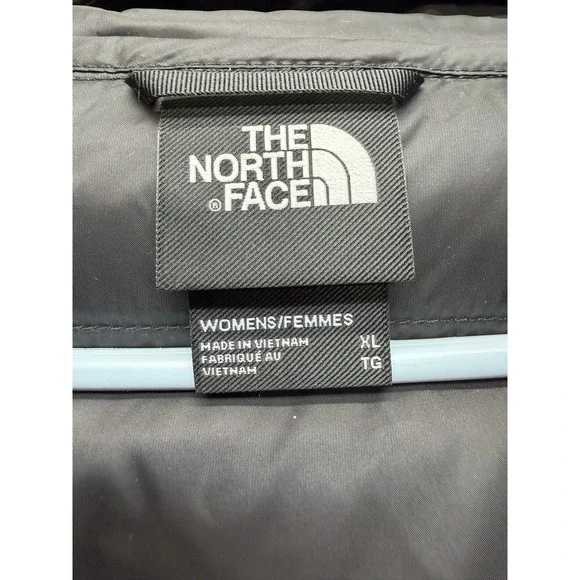 THE
NORTH
FACE®
WOMENS/FEMMES
MADE IN VIETNAM XL
FABRIQUÉ AU
VIETNAM TG